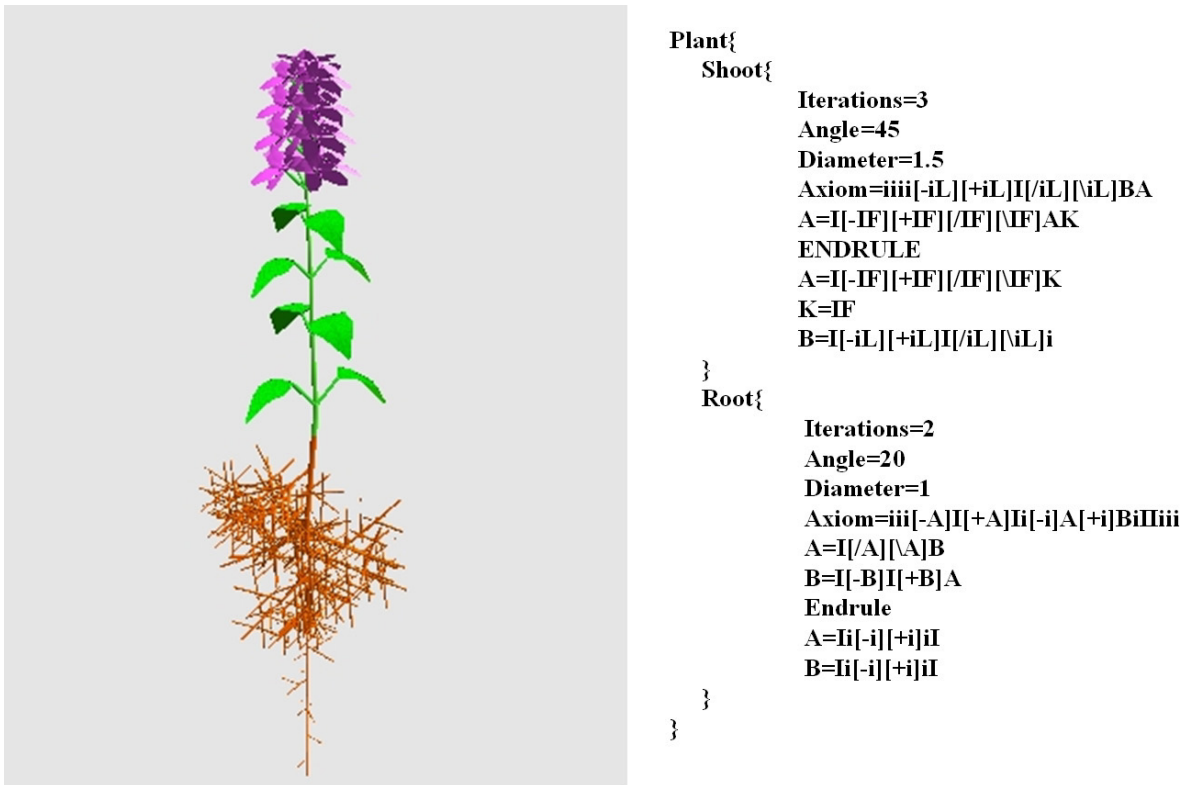 Plant{
Shoot{
Iterations=3
Angle=45
Diameter=1.5
Axiom=iiii[-iL][+iL]I[/iL][\iL]BA
A=I[-IF][+IF][/IF][\IF]AK
ENDRULE
A=I[-IF][+IF][/IF][\IF]K
K=IF
B=I[-iL][+iL]I[/iL][\iL]i
}
Root{
Iterations=2
Angle=20
Diameter=1
Axiom=iii[-A]I[+A]Ii[-i]A[+i]BiIIiii
A=I[/A][\A]B
B=I[-B]I[+B]A
Endrule
A=Ii[-i][+i]iI
B=Ii[-i][+i]iI
}
}